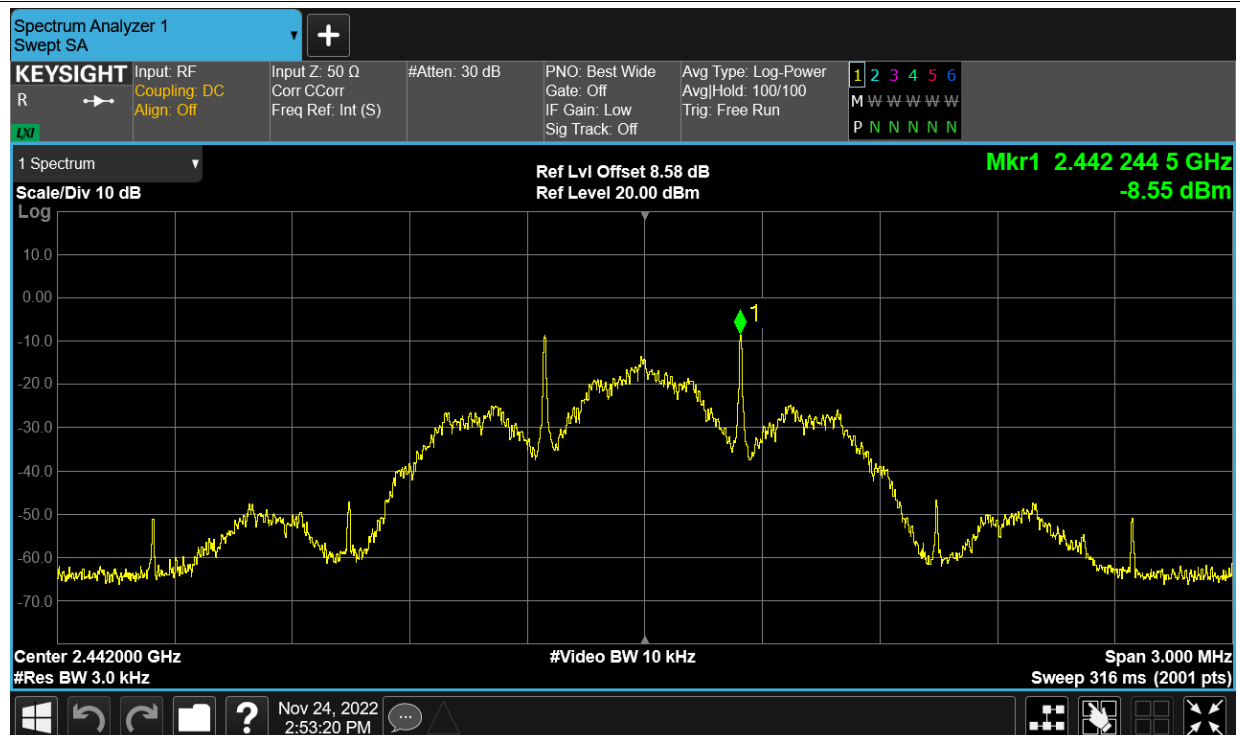 Spectrum Analyzer 1
Swept SA
KEYSIGHT
R
LXI
Input: RF
Coupling: DC
Align: Off
Input Z: 50 Ω
Corr CCorr
Freq Ref: Int (S)
#Atten: 30 dB
PNO: Best Wide
Gate: Off
IF Gain: Low
Sig Track: Off
Avg Type: Log-Power
Avg|Hold: 100/100
Trig: Free Run
1 2 3 4 5 6
M W W W W W
P N N N N N
1 Spectrum
Scale/Div 10 dB
Log
Ref Lvl Offset 8.58 dB
Ref Level 20.00 dBm
Mkr1 2.442 244 5 GHz
-8.55 dBm
1
10.0
0.00
-10.0
-20.0
-30.0
-40.0
-50.0
-60.0
-70.0
Center 2.442000 GHz
#Res BW 3.0 kHz
#Video BW 10 kHz
Span 3.000 MHz
Sweep 316 ms (2001 pts)
?
Nov 24, 2022
2:53:20 PM